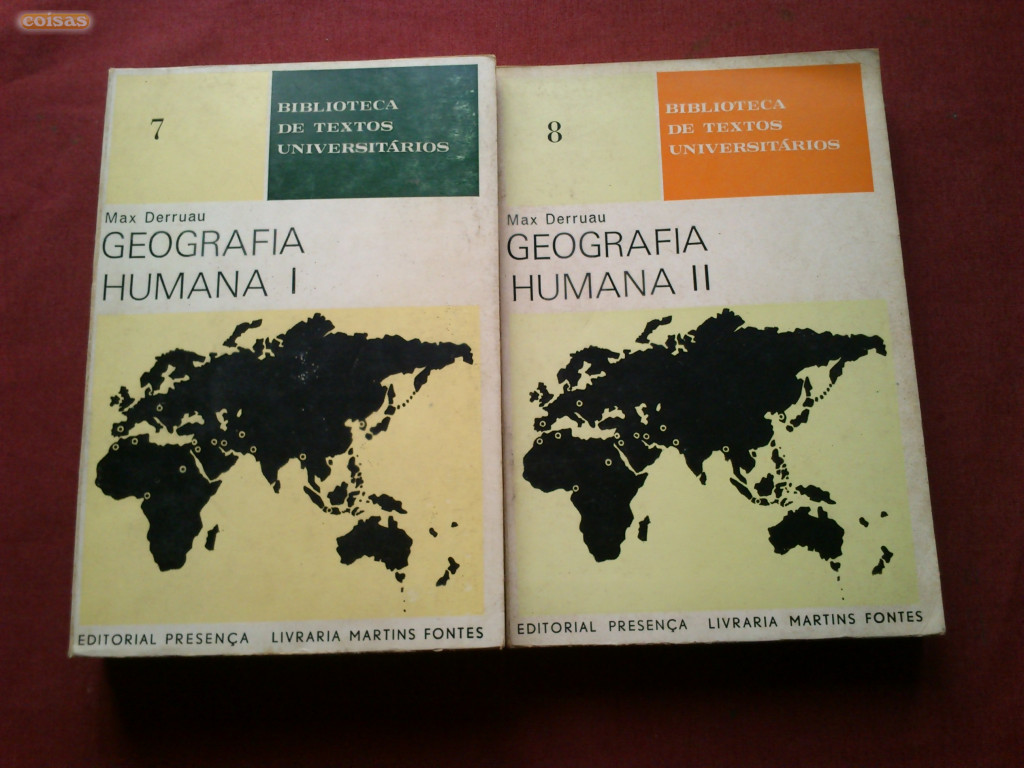 coisas
7
BIBLIOTECA
DE TEXTOS
UNIVERSITÁRIOS
Max Derruau
GEOGRAFIA
HUMANA I
EDITORIAL PRESENÇA LIVRARIA MARTINS FONTES
8
BIBLIOTECA
DE TEXTOS
UNIVERSITÁRIOS
Max Derruau
GEOGRAFIA
HUMANA II
EDITORIAL PRESENÇA LIVRARIA MARTINS FONTES